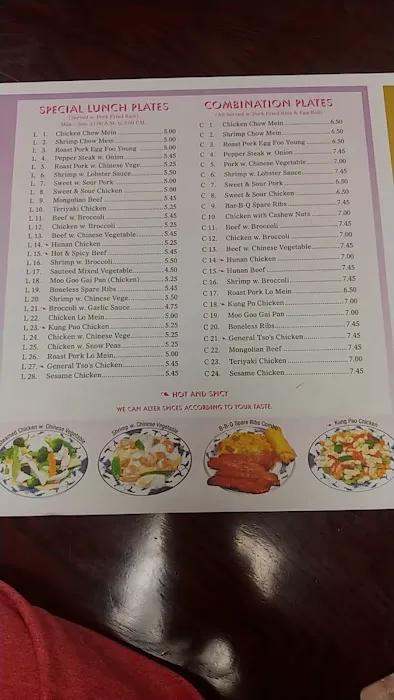 SPECIAL LUNCH PLATES
(Served w. Pork Fried Rice)
L 1. Chicken Chow Mein 5.00
L 2. Shrimp Chow Mein 5.00
L 3. Roast Pork Egg Foo Young 5.00
L 4. Pepper Steak w. Onion 5.45
L 5. Roast Pork w. Chinese Vege. 5.25
L 6. Shrimp w. Lobster Sauce 5.50
L 7. Sweet w. Sour Pork 5.00
L 8. Sweet & Sour Chicken 5.00
L 9. Mongolian Beef 5.45
L 10. Teriyaki Chicken 5.25
L 11. Beef w. Broccoli 5.45
L 12. Chicken w. Broccoli 5.25
L 13. Beef w. Chinese Vegetable 5.45
L 14. Hunan Chicken 5.25
L 15. Hot & Spicy Beef 5.45
L 16. Shrimp w. Broccoli 5.50
L 17. Sauteed Mixed Vegetable 4.50
L 18. Moo Goo Gai Pan (Chicken) 5.25
L 19. Boneless Spare Ribs 5.45
L 20. Shrimp w. Chinese Vege. 5.50
L 21. Broccoli w. Garlic Sauce 4.75
L 22. Chicken Lo Mein 5.00
L 23. Kung Pao Chicken 5.25
L 24. Chicken w. Chinese Vege. 5.25
L 25. Chicken w. Snow Peas 5.25
L 26. Roast Pork Lo Mein 5.00
L 27. General Tso's Chicken 5.45
L 28. Sesame Chicken 5.45
COMBINATION PLATES
(All Served w. Pork Fried Rice & Egg Roll)
C 1. Chicken Chow Mein 6.50
C 2. Shrimp Chow Mein 6.50
C 3. Roast Pork Egg Foo Young 6.50
C 4. Pepper Steak w. Onion 7.45
C 5. Pork w. Chinese Vegetable 7.00
C 6. Shrimp w. Lobster Sauce 7.45
C 7. Sweet & Sour Pork 6.50
C 8. Sweet & Sour Chicken 6.50
C 9. Bar-B-Q Spare Ribs 7.45
C 10. Chicken with Cashew Nuts 7.00
C 11. Beef w. Broccoli 7.45
C 12. Chicken w. Broccoli 7.00
C 13. Beef w. Chinese Vegetable 7.45
C 14. Hunan Chicken 7.00
C 15. Hunan Beef 7.45
C 16. Shrimp w. Broccoli 7.45
C 17. Roast Pork Lo Mein 6.50
C 18. Kung Po Chicken 7.00
C 19. Moo Goo Gai Pan 7.00
C 20. Boneless Ribs 7.45
C 21. General Tso's Chicken 7.45
C 22. Mongolian Beef 7.45
C 23. Teriyaki Chicken 7.00
C 24. Sesame Chicken 7.45
HOT AND SPICY
WE CAN ALTER SPICES ACCORDING TO YOUR TASTE.
Chicken w. Chinese Vegetable
Shrimp w. Chinese Vegetable
B-B-Q Spare Ribs Combo
Kung Pao Chicken